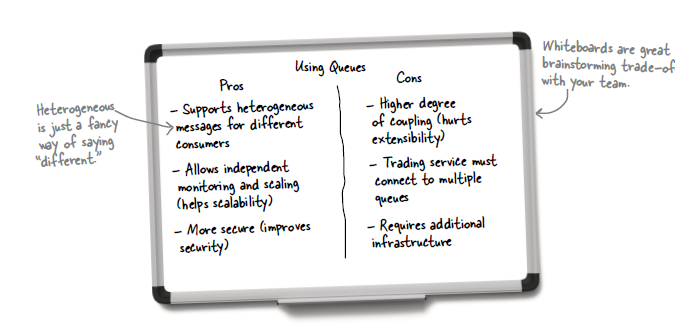 Using Queues
Pros
– Supports heterogeneous
messages for different
consumers
– Allows independent
monitoring and scaling
(helps scalability)
– More secure (improves
security)
Cons
– Higher degree
of coupling (hurts
extensibility)
– Trading service must
connect to multiple
queues
– Requires additional
infrastructure
Heterogeneous
is just a fancy
way of saying
"different."
Whiteboards are great
brainstorming trade-of
with your team.